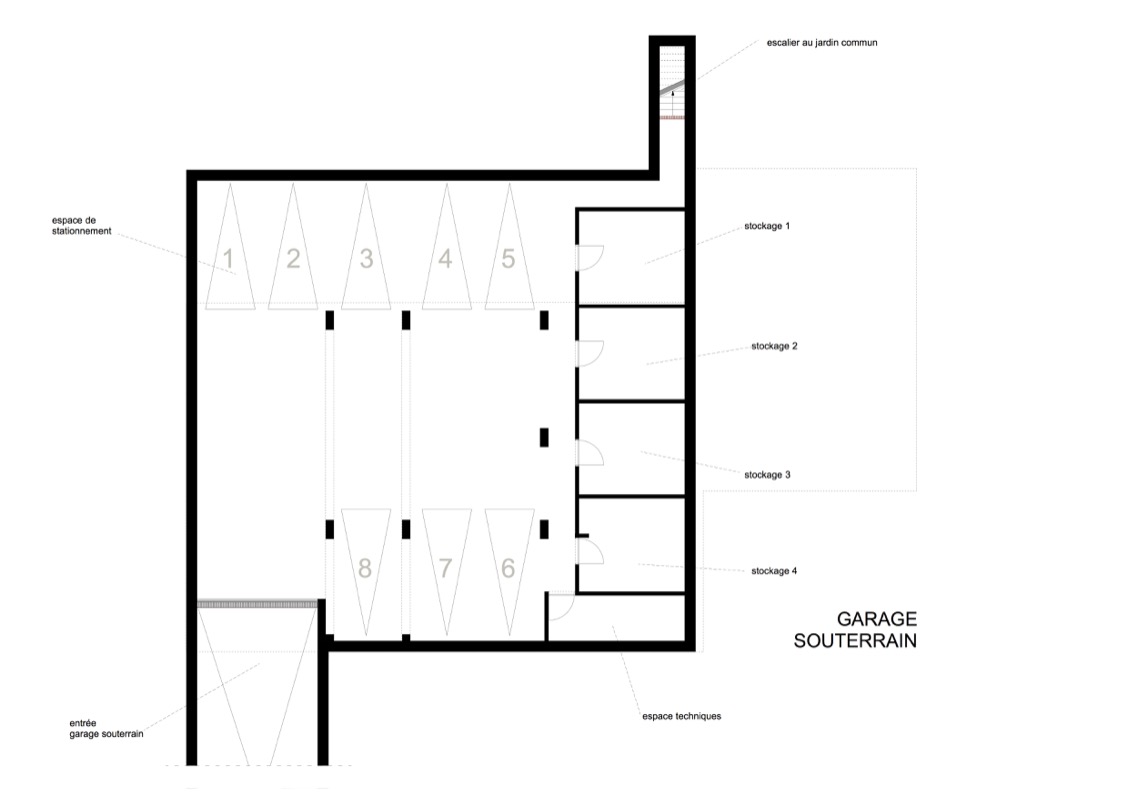 escalier au jardin commun
espace de
stationnement
stockage 1
1 2 3 4 5
stockage 2
stockage 3
8 7 6
stockage 4
GARAGE
SOUTERRAIN
espace techniques
entrée
garage souterrain